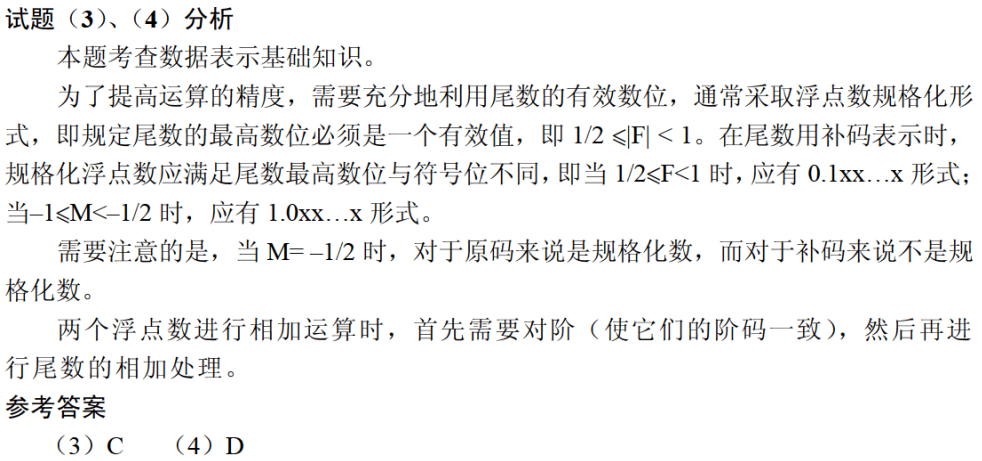 试题（3）、（4）分析
本题考查数据表示基础知识。
为了提高运算的精度，需要充分地利用尾数的有效数位，通常采取浮点数规格化形
式，即规定尾数的最高数位必须是一个有效值，即 1/2 ≤|F| < 1。在尾数用补码表示时，
规格化浮点数应满足尾数最高数位与符号位不同，即当 1/2≤F<1 时，应有 0.1xx…x 形式；
当–1≤M<–1/2 时，应有 1.0xx…x 形式。
需要注意的是，当 M= –1/2 时，对于原码来说是规格化数，而对于补码来说不是规
格化数。
两个浮点数进行相加运算时，首先需要对阶（使它们的阶码一致），然后再进
行尾数的相加处理。
参考答案
（3）C （4）D